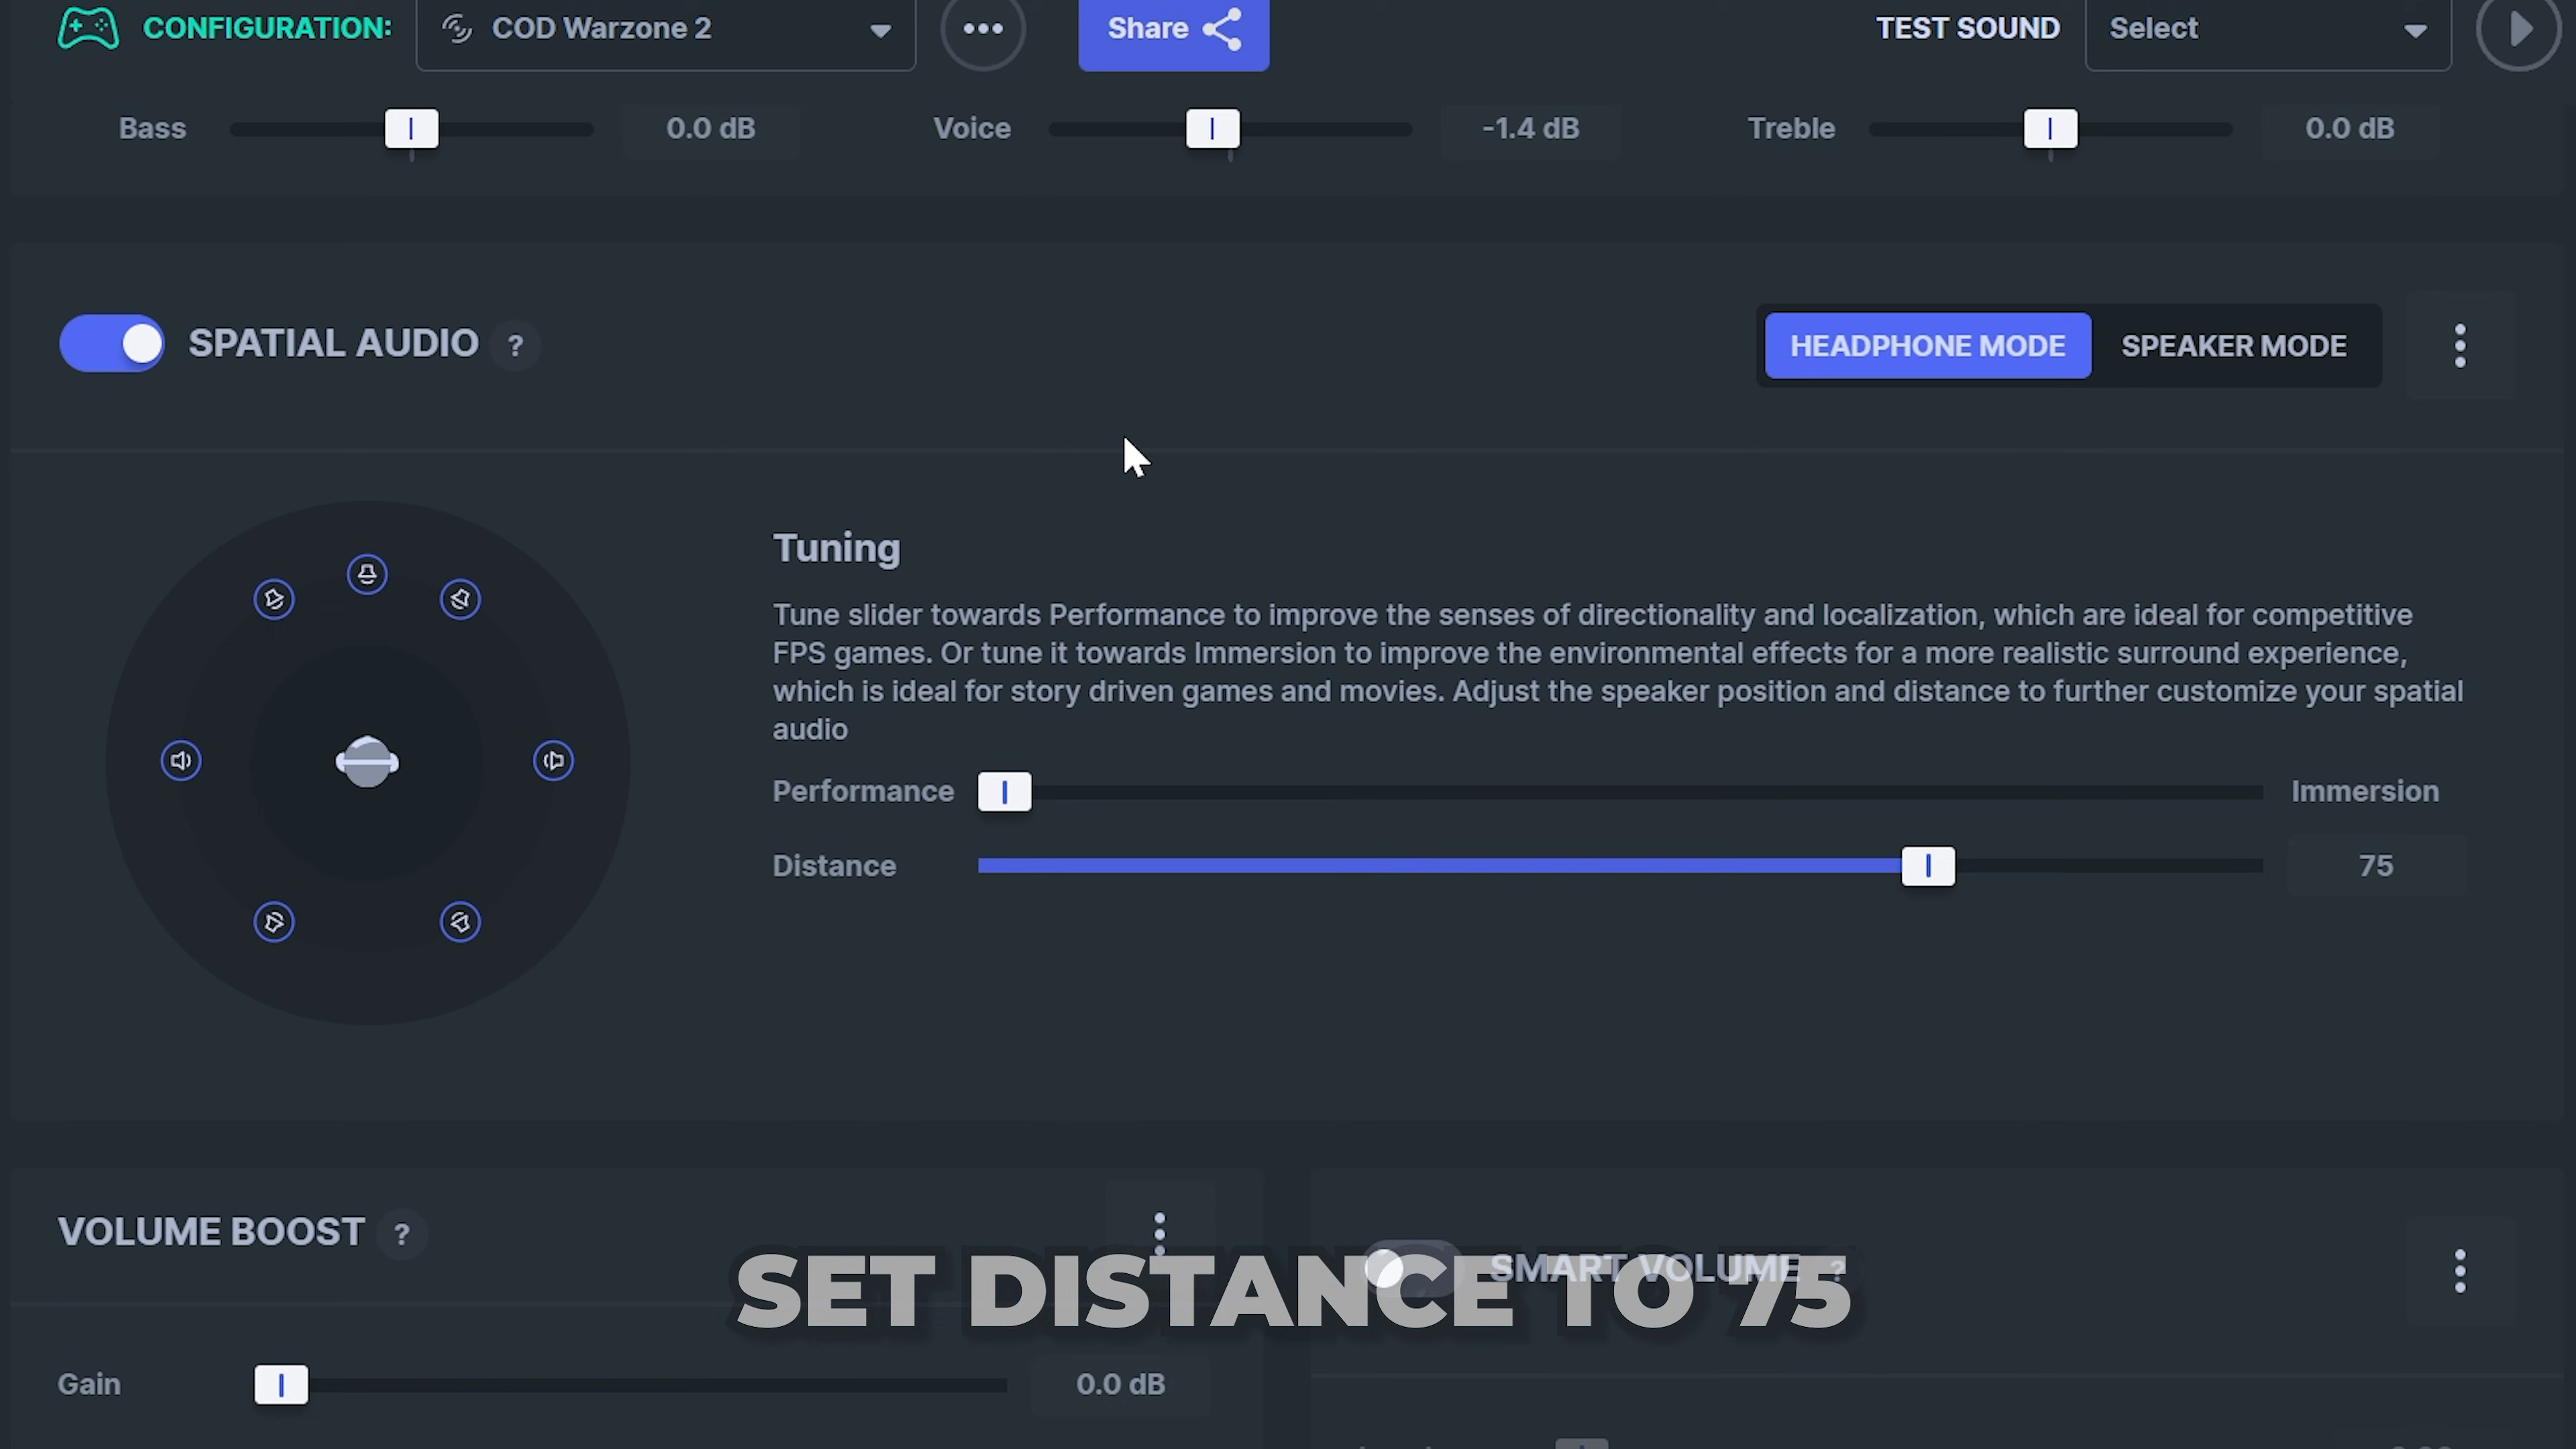 CONFIGURATION: COD Warzone 2 Share TEST SOUND Select
Bass 0.0 dB Voice -1.4 dB Treble 0.0 dB
SPATIAL AUDIO ? HEADPHONE MODE SPEAKER MODE
Tuning
Tune slider towards Performance to improve the senses of directionality and localization, which are ideal for competitive
FPS games. Or tune it towards Immersion to improve the environmental effects for a more realistic surround experience,
which is ideal for story driven games and movies. Adjust the speaker position and distance to further customize your spatial
audio
Performance Immersion
Distance 75
VOLUME BOOST ?
SMART VOLUME ?
SET DISTANCE TO 75
Gain 0.0 dB